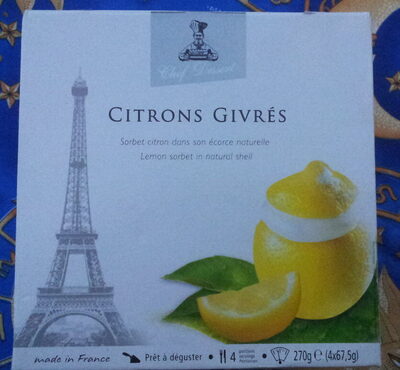 Chef Gourmet
CITRONS GIVRÉS
Sorbet citron dans son écorce naturelle
Lemon sorbet in natural shell
made in France
Prêt à déguster • 4 • 270g ℮ (4x67,5g)